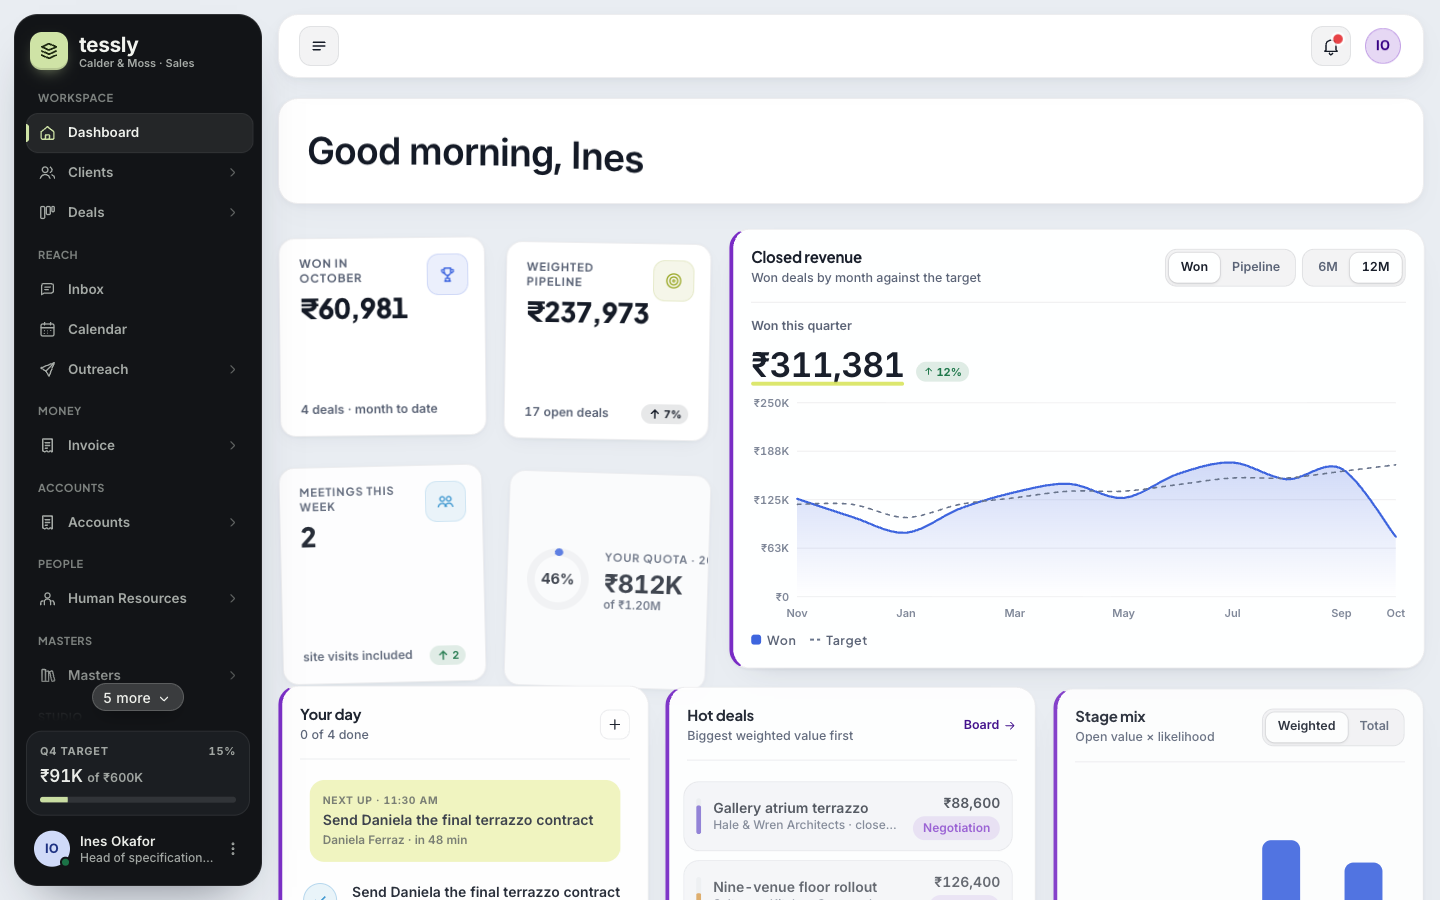 tessly
Calder & Moss · Sales
WORKSPACE
Dashboard
Clients
Deals
REACH
Inbox
Calendar
Outreach
MONEY
Invoice
ACCOUNTS
Accounts
PEOPLE
Human Resources
MASTERS
Masters
5 more
STUDIO
Q4 TARGET 15%
₹91K of ₹600K
IO
Ines Okafor
Head of specification...
IO
Good morning, Ines
WON IN
OCTOBER
₹60,981
4 deals · month to date
WEIGHTED
PIPELINE
₹237,973
17 open deals
↑ 7%
MEETINGS THIS
WEEK
2
site visits included
↑ 2
46%
YOUR QUOTA · 
₹812K
of ₹1.20M
Closed revenue
Won deals by month against the target
Won Pipeline
6M 12M
Won this quarter
₹311,381
↑ 12%
₹250K
₹188K
₹125K
₹63K
₹0
Nov Jan Mar May Jul Sep Oct
Won Target
Your day
0 of 4 done
NEXT UP · 11:30 AM
Send Daniela the final terrazzo contract
Daniela Ferraz · in 48 min
Send Daniela the final terrazzo contract
Hot deals
Biggest weighted value first
Board →
Gallery atrium terrazzo
Hale & Wren Architects · close...
₹88,600
Negotiation
Nine-venue floor rollout
₹126,400
Stage mix
Open value × likelihood
Weighted Total